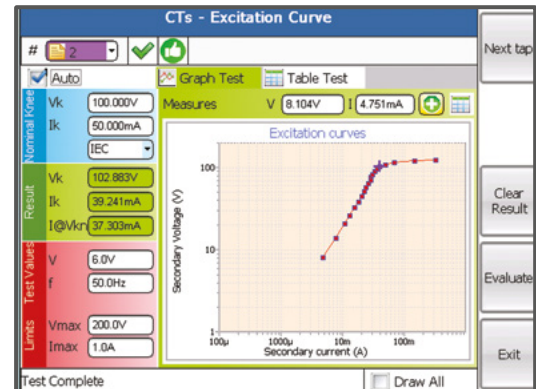 CTs - Excitation Curve
# 2
Next tap
Auto
Graph Test
Table Test
Nominal Knee
Vk 100.000V
Ik 50.000mA
IEC
Measures V 8.104V I 4.751mA
Excitation curves
Secondary Voltage (V)
100
10
1
100µ 1000µ 10m 100m
Secondary current (A)
Result
Vk 102.883V
Ik 39.241mA
I@Vkn 37.303mA
Test Values
V 6.0V
f 50.0Hz
Limits
Vmax 200.0V
Imax 1.0A
Clear
Result
Evaluate
Exit
Test Complete
Draw All